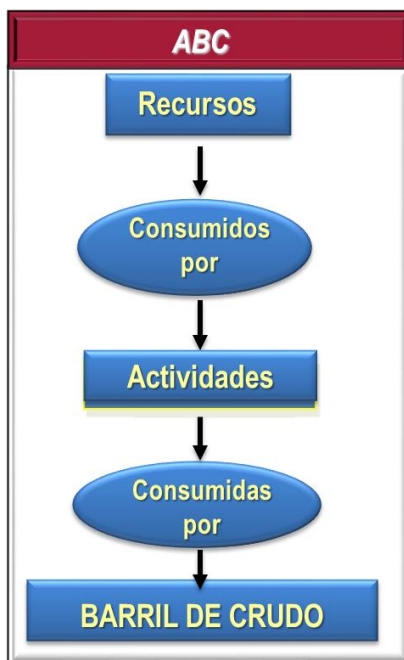 ABC
Recursos
Consumidos
por
Actividades
Consumidas
por
BARRIL DE CRUDO